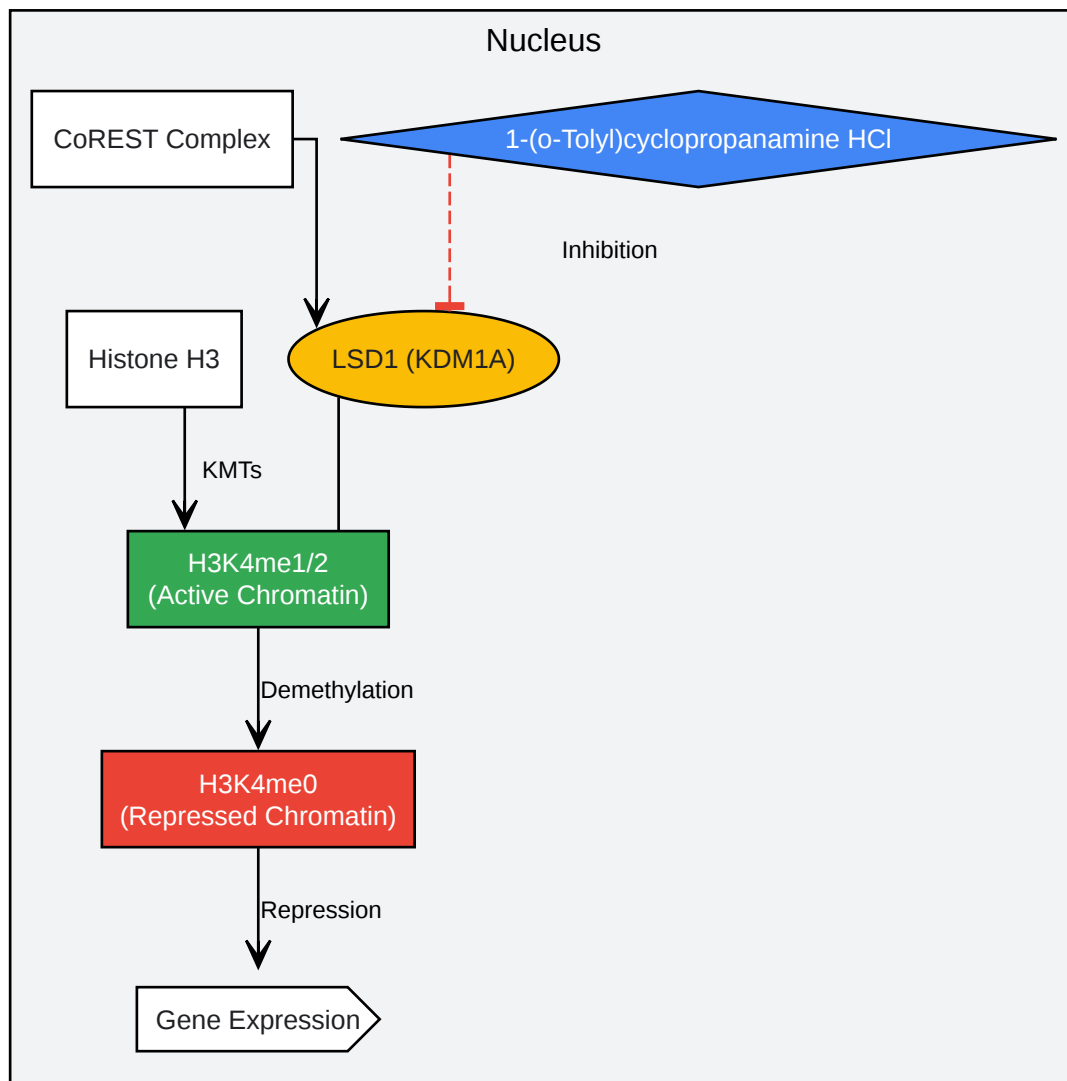 Nucleus
CoREST Complex
1-(o-Tolyl)cyclopropanamine HCl
Inhibition
Histone H3
LSD1 (KDM1A)
KMTs
H3K4me1/2
(Active Chromatin)
Demethylation
H3K4me0
(Repressed Chromatin)
Repression
Gene Expression